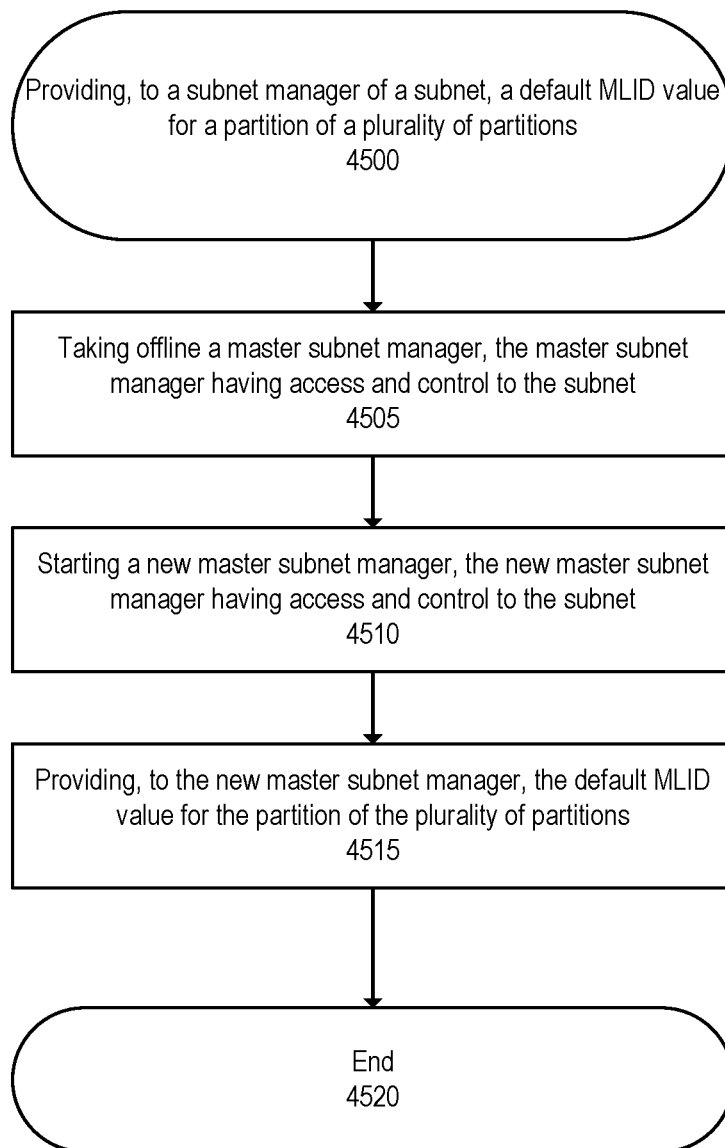 Providing, to a subnet manager of a subnet, a default MLID value
for a partition of a plurality of partitions
4500
Taking offline a master subnet manager, the master subnet
manager having access and control to the subnet
4505
Starting a new master subnet manager, the new master subnet
manager having access and control to the subnet
4510
Providing, to the new master subnet manager, the default MLID
value for the partition of the plurality of partitions
4515
End
4520